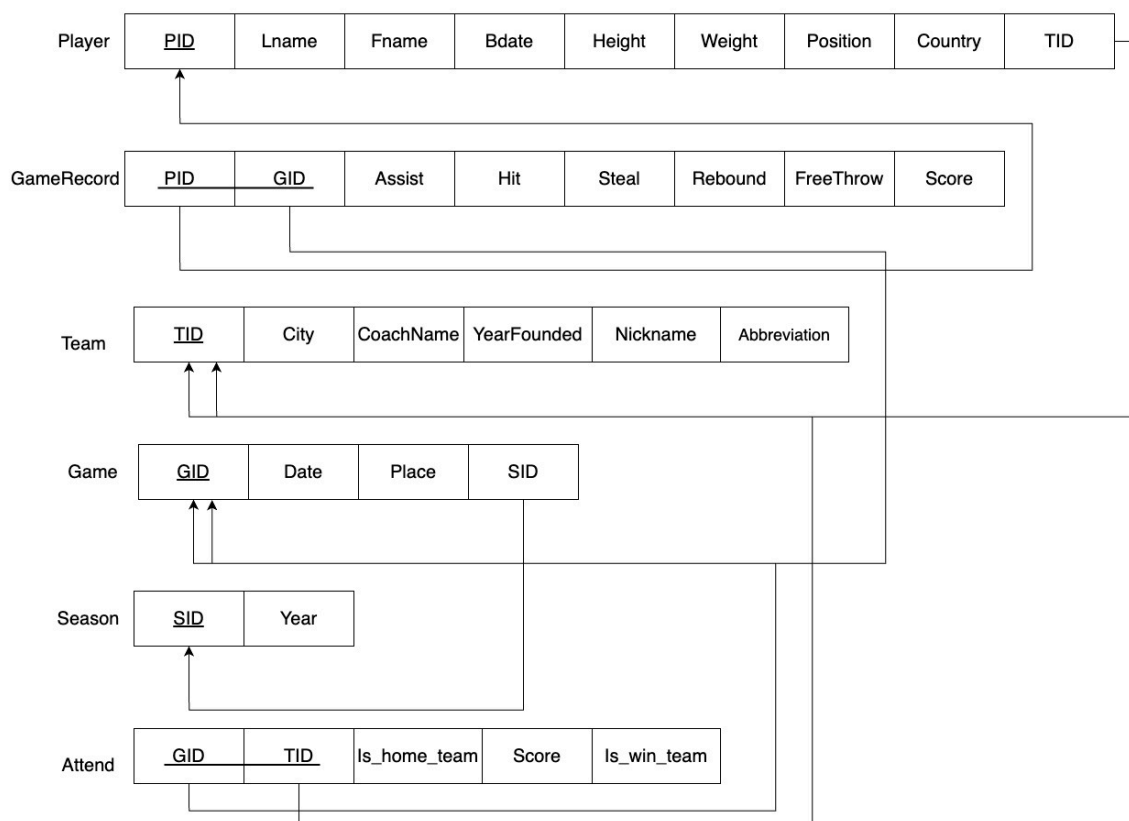 Player PID Lname Fname Bdate Height Weight Position Country TID
GameRecord PID GID Assist Hit Steal Rebound FreeThrow Score
Team TID City CoachName YearFounded Nickname Abbreviation
Game GID Date Place SID
Season SID Year
Attend GID TID Is_home_team Score Is_win_team